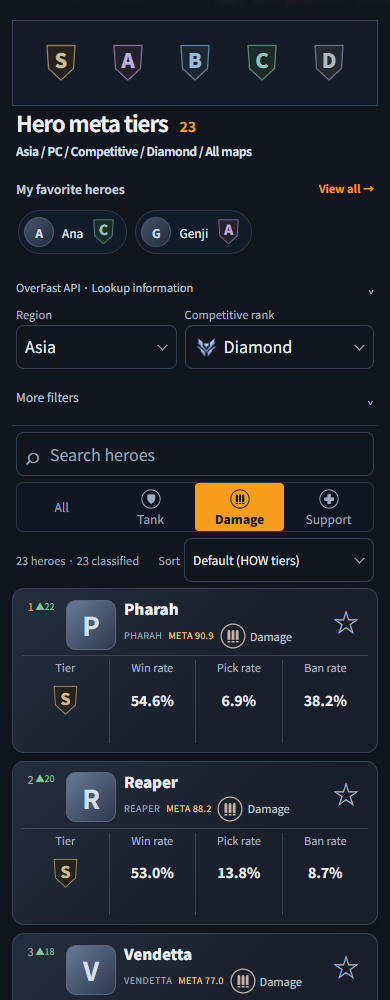 S A B C D
Hero meta tiers 23
Asia / PC / Competitive / Diamond / All maps
My favorite heroes View all →
A Ana C G Genji A
OverFast API · Lookup information
Region Competitive rank
Asia Diamond
More filters
Search heroes
All Tank Damage Support
23 heroes · 23 classified Sort Default (HOW tiers)
1 ▲22 P Pharah
PHARAH META 90.9 Damage
Tier Win rate Pick rate Ban rate
S 54.6% 6.9% 38.2%
2 ▲20 R Reaper
REAPER META 88.2 Damage
Tier Win rate Pick rate Ban rate
S 53.0% 13.8% 8.7%
3 ▲18 V Vendetta
VENDETTA META 77.0 Damage